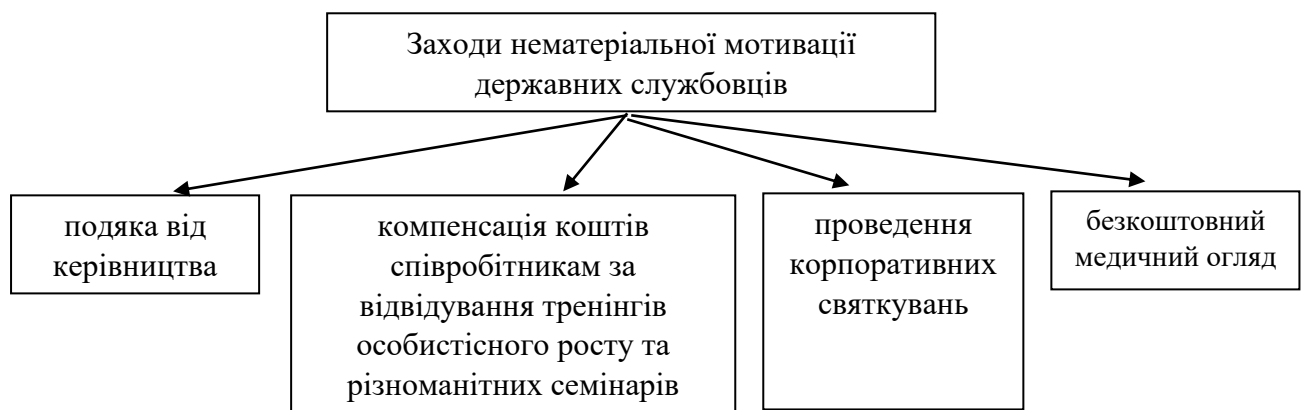 Заходи нематеріальної мотивації
державних службовців
подяка від
керівництва
компенсація коштів
співробітникам за
відвідування тренінгів
особистісного росту та
різноманітних семінарів
проведення
корпоративних
святкувань
безкоштовний
медичний огляд